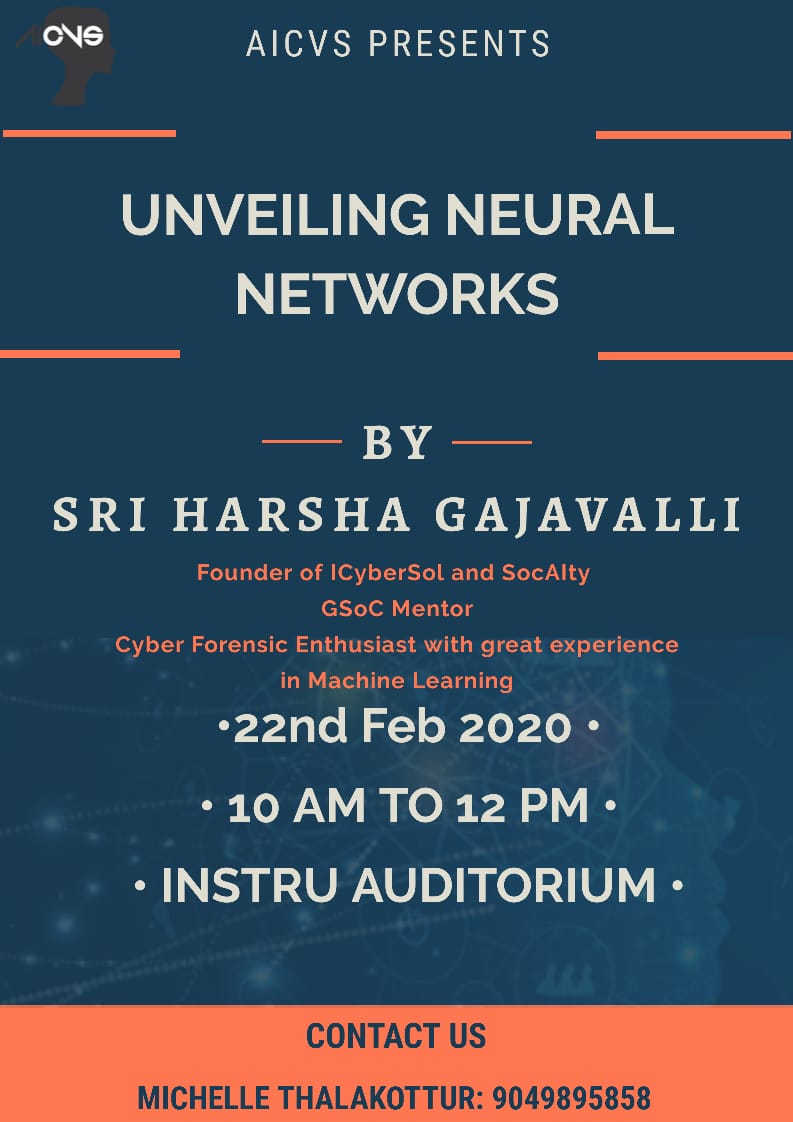 AICVS
AICVS PRESENTS
UNVEILING NEURAL
NETWORKS
BY
SRI HARSHA GAJAVALLI
Founder of ICyberSol and SocAIty
GSoC Mentor
Cyber Forensic Enthusiast with great experience
in Machine Learning
•22nd Feb 2020 •
• 10 AM TO 12 PM •
• INSTRU AUDITORIUM •
CONTACT US
MICHELLE THALAKOTTUR: 9049895858